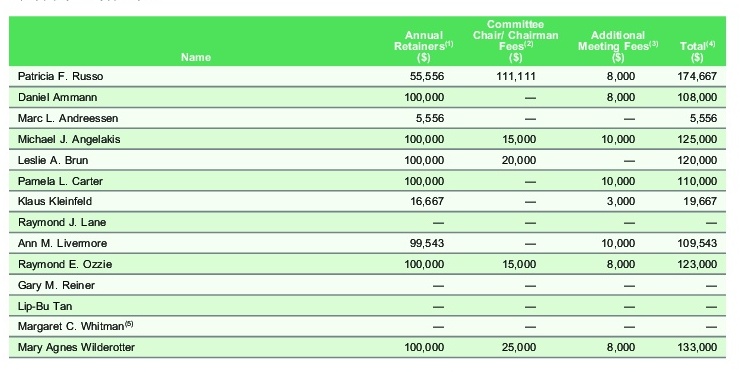 Name Annual Retainers(1) ($) Committee Chair/ Chairman Fees(2) ($) Additional Meeting Fees(3) ($) Total(4) ($)
Patricia F. Russo 55,556 111,111 8,000 174,667
Daniel Ammann 100,000 — 8,000 108,000
Marc L. Andreessen 5,556 — — 5,556
Michael J. Angelakis 100,000 15,000 10,000 125,000
Leslie A. Brun 100,000 20,000 — 120,000
Pamela L. Carter 100,000 — 10,000 110,000
Klaus Kleinfeld 16,667 — 3,000 19,667
Raymond J. Lane — — — —
Ann M. Livermore 99,543 — 10,000 109,543
Raymond E. Ozzie 100,000 15,000 8,000 123,000
Gary M. Reiner — — — —
Lip-Bu Tan — — — —
Margaret C. Whitman(5) — — — —
Mary Agnes Wilderotter 100,000 25,000 8,000 133,000